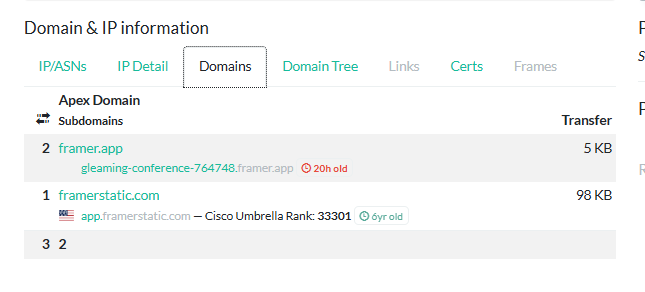 Domain & IP information
IP/ASNs IP Detail Domains Domain Tree Links Certs Frames
Apex Domain
Subdomains Transfer
2 framer.app 5 KB
gleaming-conference-764748.framer.app 20h old
1 framerstatic.com 98 KB
app.framerstatic.com — Cisco Umbrella Rank: 33301 6yr old
3 2